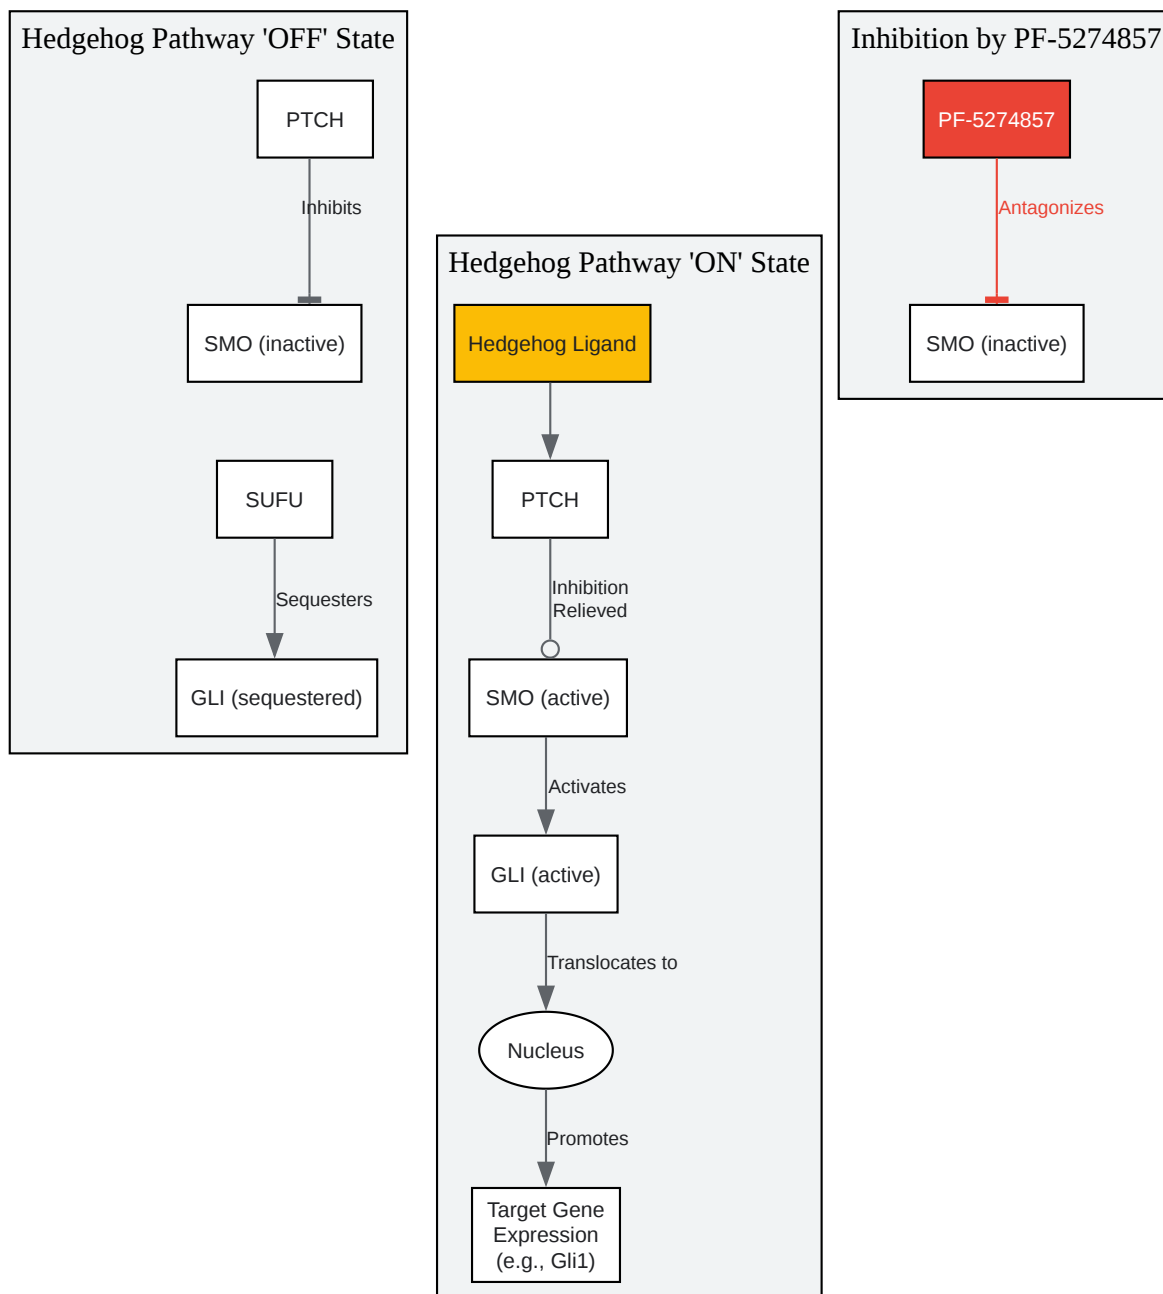 Hedgehog Pathway 'OFF' State
PTCH
Inhibits
SMO (inactive)
SUFU
Sequesters
GLI (sequestered)
Hedgehog Pathway 'ON' State
Hedgehog Ligand
PTCH
Inhibition
Relieved
SMO (active)
Activates
GLI (active)
Translocates to
Nucleus
Promotes
Target Gene
Expression
(e.g., Gli1)
Inhibition by PF-5274857
PF-5274857
Antagonizes
SMO (inactive)